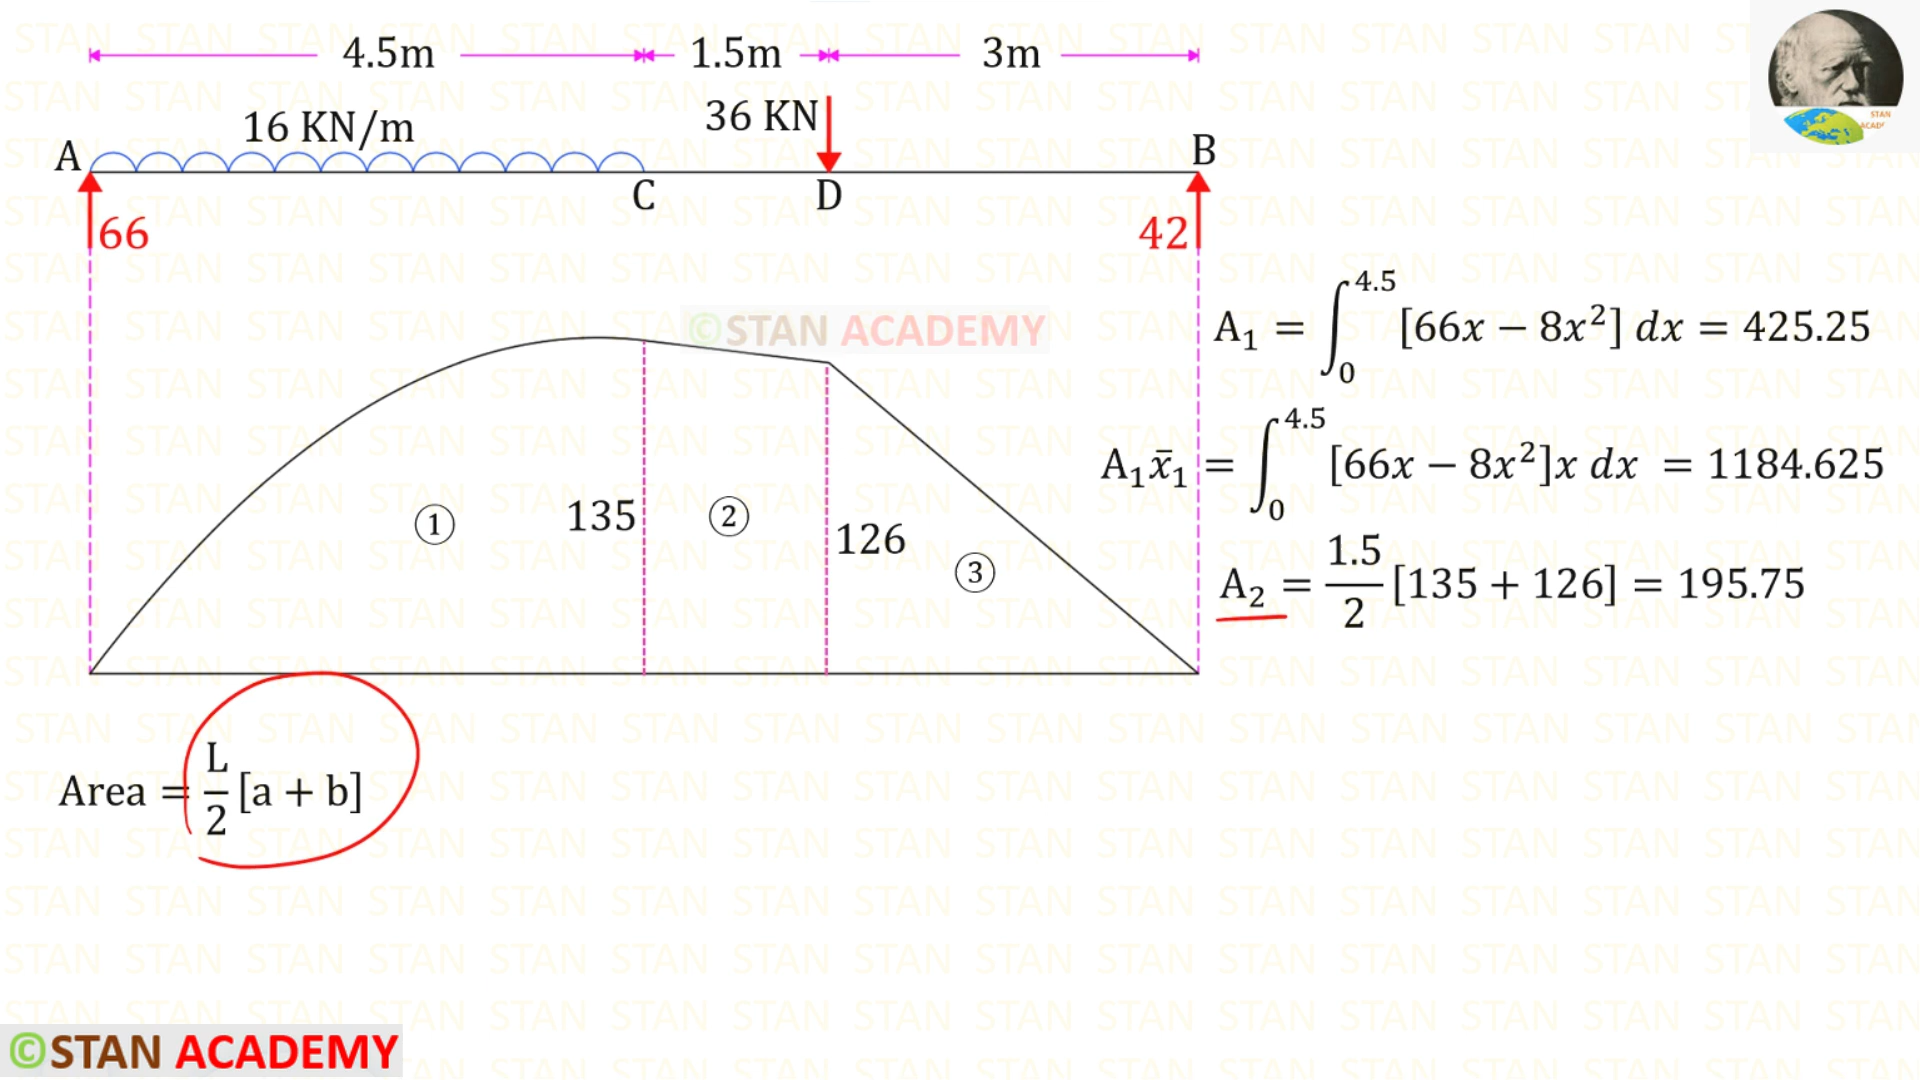 4.5m 1.5m 3m
16 KN/m
36 KN
A
B
C
D
66
42
©STAN ACADEMY
STAN
ACAD
A₁ = ∫₀^4.5 [66x − 8x²] dx = 425.25
A₁x̄₁ = ∫₀^4.5 [66x − 8x²]x dx = 1184.625
A₂ = 1.5/2 [135 + 126] = 195.75
① 135 ② 126 ③
Area = L/2 [a + b]
©STAN ACADEMY